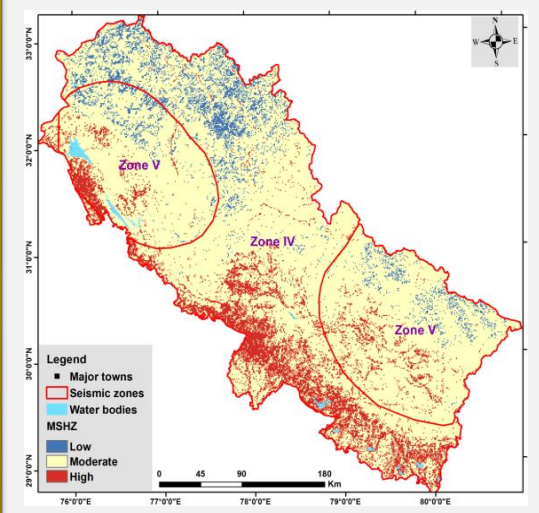 N
W E
S
33°0'0"N
32°0'0"N
31°0'0"N
30°0'0"N
29°0'0"N
Zone V
Zone IV
Zone V
Legend
Major towns
Seismic zones
Water bodies
MSHZ
Low
Moderate
High
0 45 90 180
Km
76°0'0"E 77°0'0"E 78°0'0"E 79°0'0"E 80°0'0"E